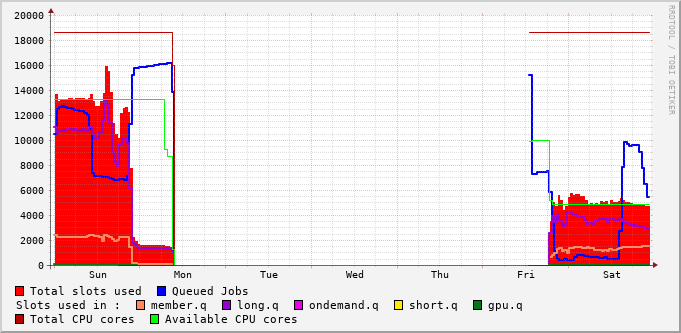 20000
18000
16000
14000
12000
10000
8000
6000
4000
2000
0
Sun Mon Tue Wed Thu Fri Sat
RRDTOOL / TOBI OETIKER
Total slots used Queued Jobs
Slots used in : member.q long.q ondemand.q short.q gpu.q
Total CPU cores Available CPU cores